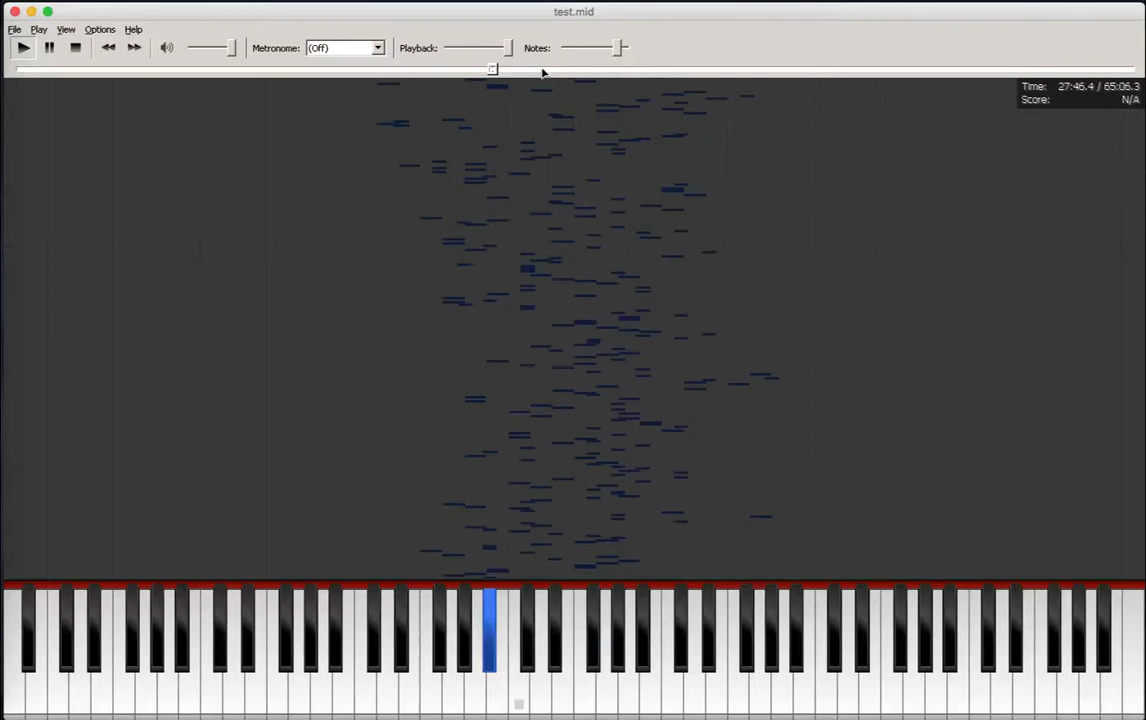 test.mid
File Play View Options Help
Metronome: (Off) Playback: Notes:
Time: 27:46.4 / 65:06.3
Score: N/A